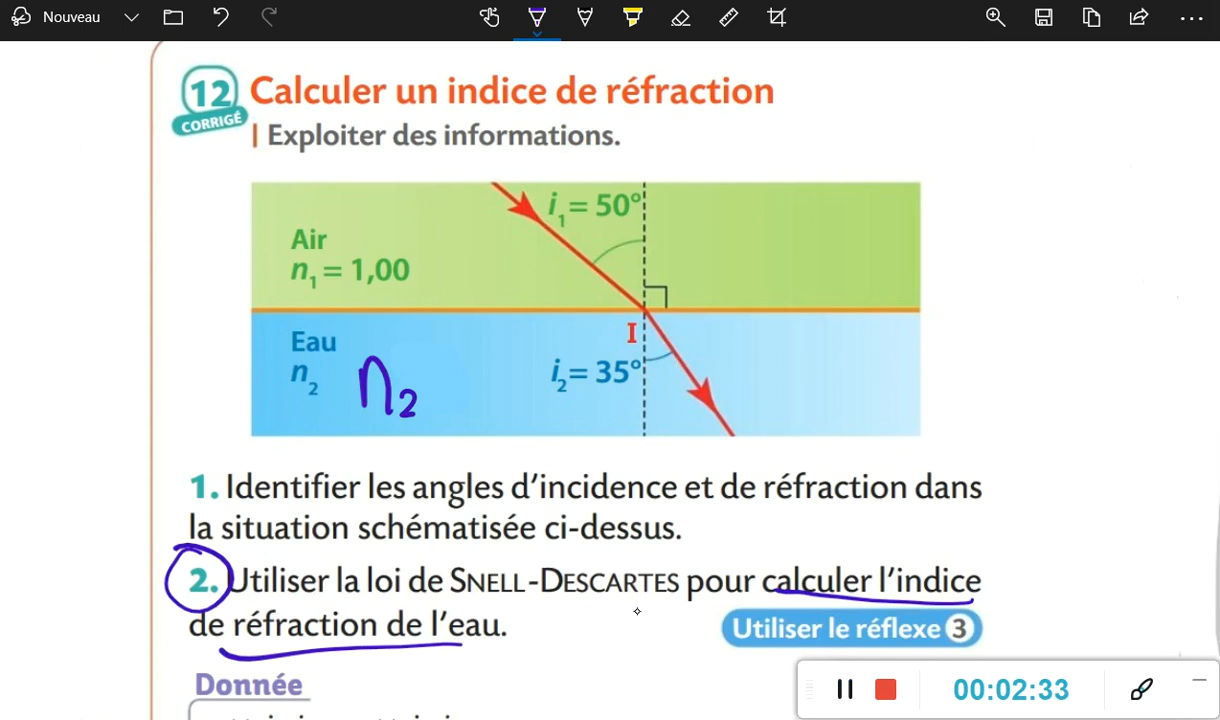 Nouveau
12 Calculer un indice de réfraction
CORRIGÉ
Exploiter des informations.
i1 = 50°
Air
n1 = 1,00
I
Eau
n2 n2
i2 = 35°
1. Identifier les angles d'incidence et de réfraction dans
la situation schématisée ci-dessus.
2. Utiliser la loi de SNELL-DESCARTES pour calculer l'indice
de réfraction de l'eau.
Utiliser le réflexe 3
Donnée
00:02:33